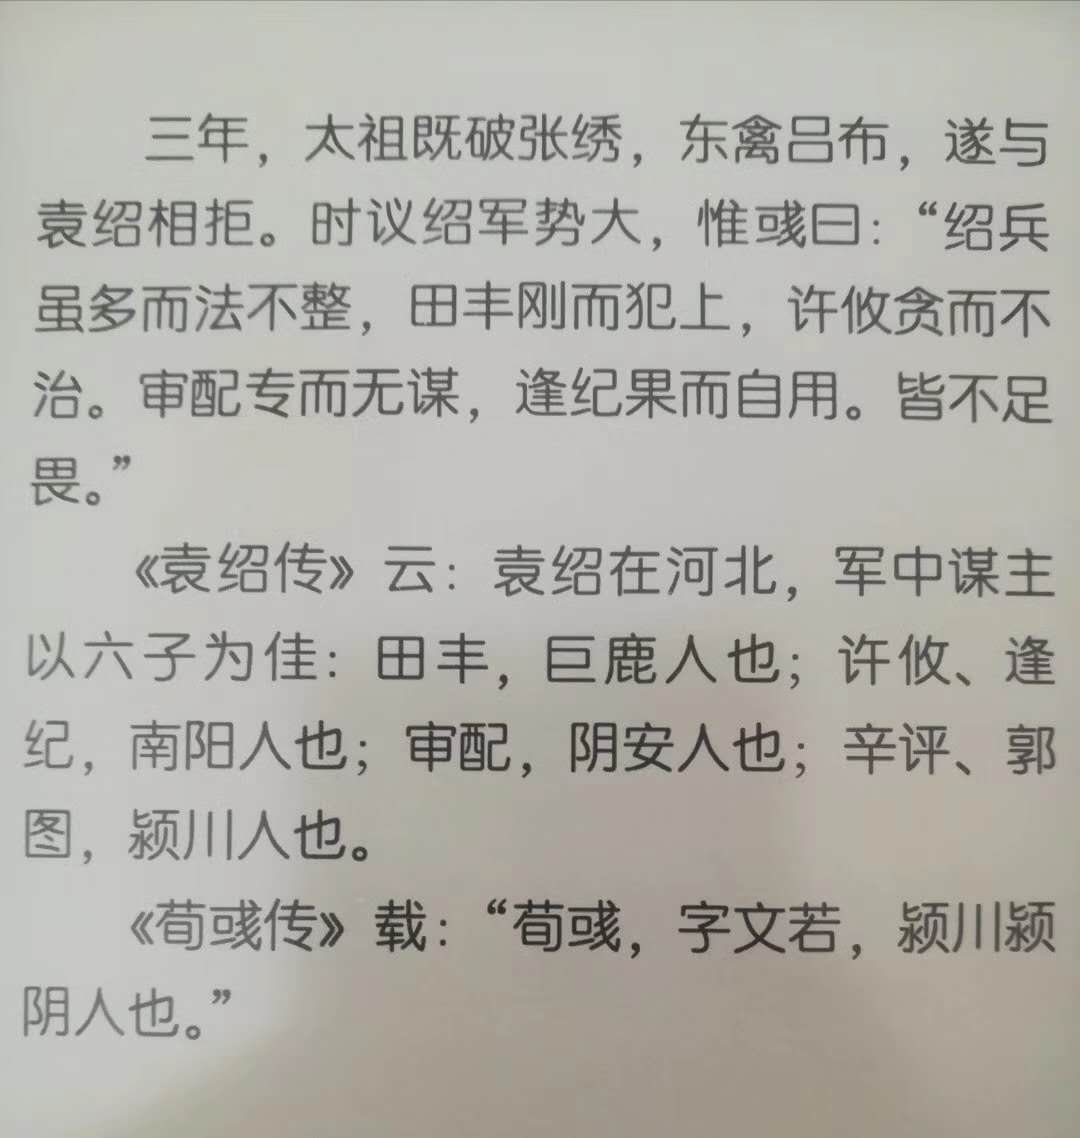 三年，太祖既破张绣，东禽吕布，遂与
袁绍相拒。时议绍军势大，惟彧曰：“绍兵
虽多而法不整，田丰刚而犯上，许攸贪而不
治。审配专而无谋，逢纪果而自用。皆不足
畏。”
《袁绍传》云：袁绍在河北，军中谋主
以六子为佳：田丰，巨鹿人也；许攸、逢
纪，南阳人也；审配，阴安人也；辛评、郭
图，颍川人也。
《荀彧传》载：“荀彧，字文若，颍川颍
阴人也。”